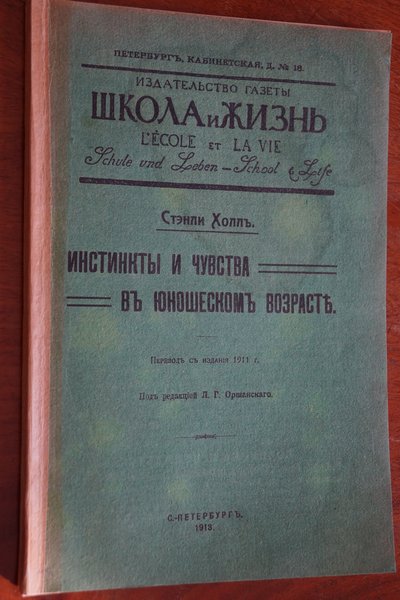 ПЕТЕРБУРГЪ, КАБИНЕТСКАЯ, Д. № 18.
ИЗДАТЕЛЬСТВО ГАЗЕТЫ
ШКОЛА и ЖИЗНЬ
L'ÉCOLE ET LA VIE
Schule und Leben — School & Life
Стэнли Холлъ.
ИНСТИНКТЫ И ЧУВСТВА
ВЪ ЮНОШЕСКОМЪ ВОЗРАСТѢ.
Переводъ съ изданія 1911 г.
Подъ редакціей Л. Г. Оршанскаго.
С.-ПЕТЕРБУРГЪ.
1913.